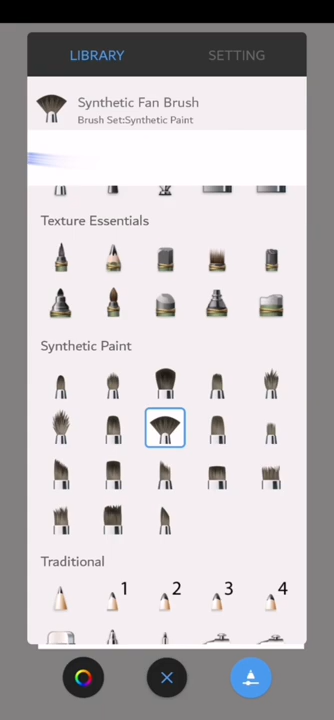 LIBRARY
SETTING
Synthetic Fan Brush
Brush Set:Synthetic Paint
Texture Essentials
Synthetic Paint
Traditional
1
2
3
4